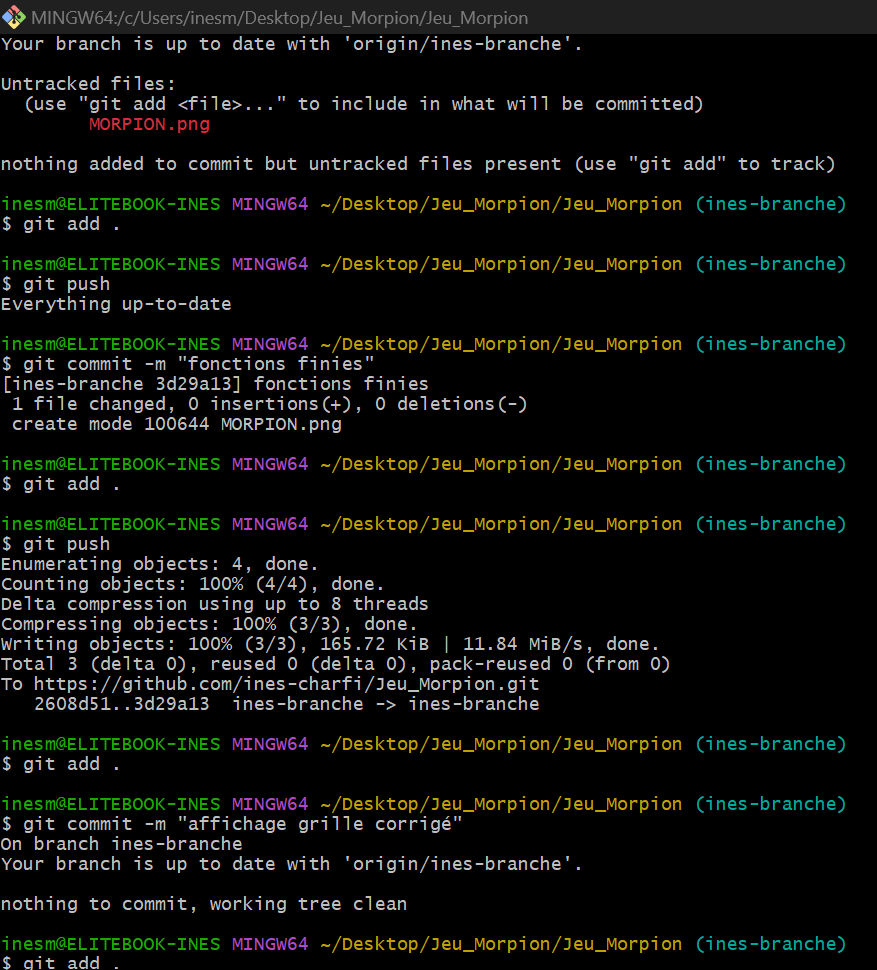 MINGW64:/c/Users/inesm/Desktop/Jeu_Morpion/Jeu_Morpion
Your branch is up to date with 'origin/ines-branche'.
Untracked files:
  (use "git add <file>..." to include in what will be committed)
        MORPION.png
nothing added to commit but untracked files present (use "git add" to track)
inesm@ELITEBOOK-INES MINGW64 ~/Desktop/Jeu_Morpion/Jeu_Morpion (ines-branche)
$ git add .
inesm@ELITEBOOK-INES MINGW64 ~/Desktop/Jeu_Morpion/Jeu_Morpion (ines-branche)
$ git push
Everything up-to-date
inesm@ELITEBOOK-INES MINGW64 ~/Desktop/Jeu_Morpion/Jeu_Morpion (ines-branche)
$ git commit -m "fonctions finies"
[ines-branche 3d29a13] fonctions finies
 1 file changed, 0 insertions(+), 0 deletions(-)
 create mode 100644 MORPION.png
inesm@ELITEBOOK-INES MINGW64 ~/Desktop/Jeu_Morpion/Jeu_Morpion (ines-branche)
$ git add .
inesm@ELITEBOOK-INES MINGW64 ~/Desktop/Jeu_Morpion/Jeu_Morpion (ines-branche)
$ git push
Enumerating objects: 4, done.
Counting objects: 100% (4/4), done.
Delta compression using up to 8 threads
Compressing objects: 100% (3/3), done.
Writing objects: 100% (3/3), 165.72 KiB | 11.84 MiB/s, done.
Total 3 (delta 0), reused 0 (delta 0), pack-reused 0 (from 0)
To https://github.com/ines-charfi/Jeu_Morpion.git
   2608d51..3d29a13  ines-branche -> ines-branche
inesm@ELITEBOOK-INES MINGW64 ~/Desktop/Jeu_Morpion/Jeu_Morpion (ines-branche)
$ git add .
inesm@ELITEBOOK-INES MINGW64 ~/Desktop/Jeu_Morpion/Jeu_Morpion (ines-branche)
$ git commit -m "affichage grille corrigé"
On branch ines-branche
Your branch is up to date with 'origin/ines-branche'.
nothing to commit, working tree clean
inesm@ELITEBOOK-INES MINGW64 ~/Desktop/Jeu_Morpion/Jeu_Morpion (ines-branche)
$ git add .